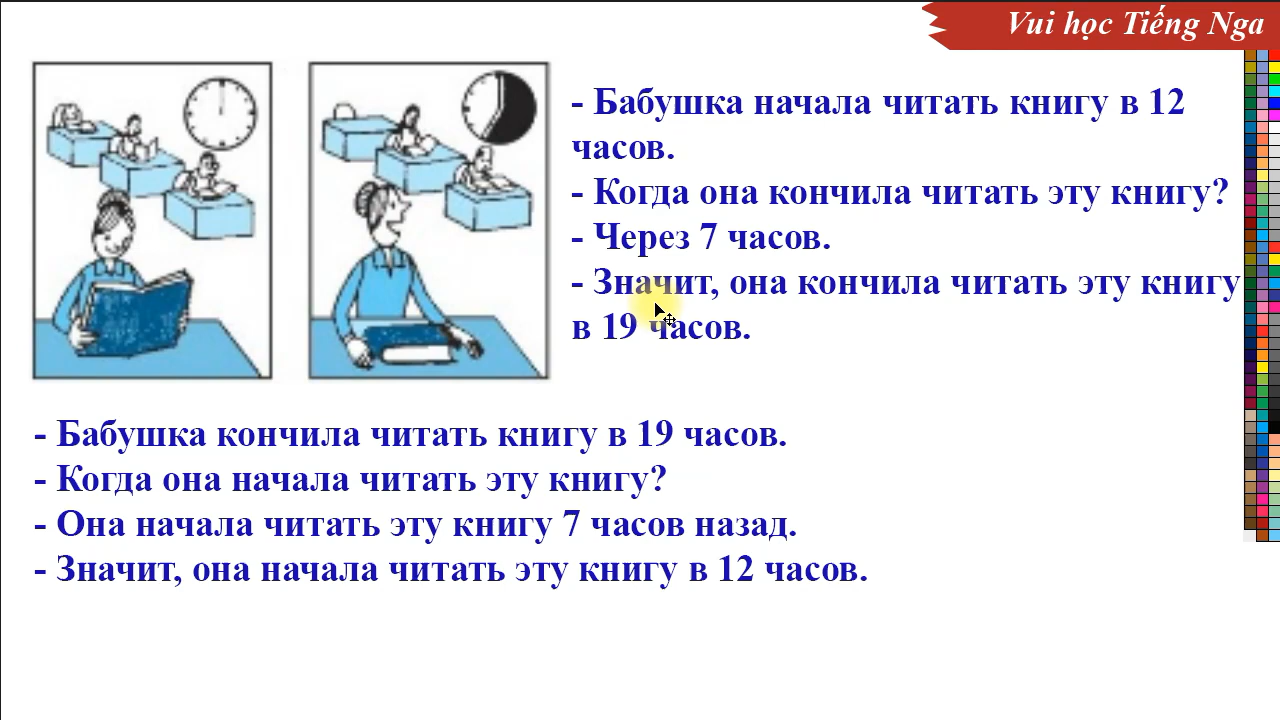 Vui học Tiếng Nga
- Бабушка начала читать книгу в 12
часов.
- Когда она кончила читать эту книгу?
- Через 7 часов.
- Значит, она кончила читать эту книгу
в 19 часов.
- Бабушка кончила читать книгу в 19 часов.
- Когда она начала читать эту книгу?
- Она начала читать эту книгу 7 часов назад.
- Значит, она начала читать эту книгу в 12 часов.